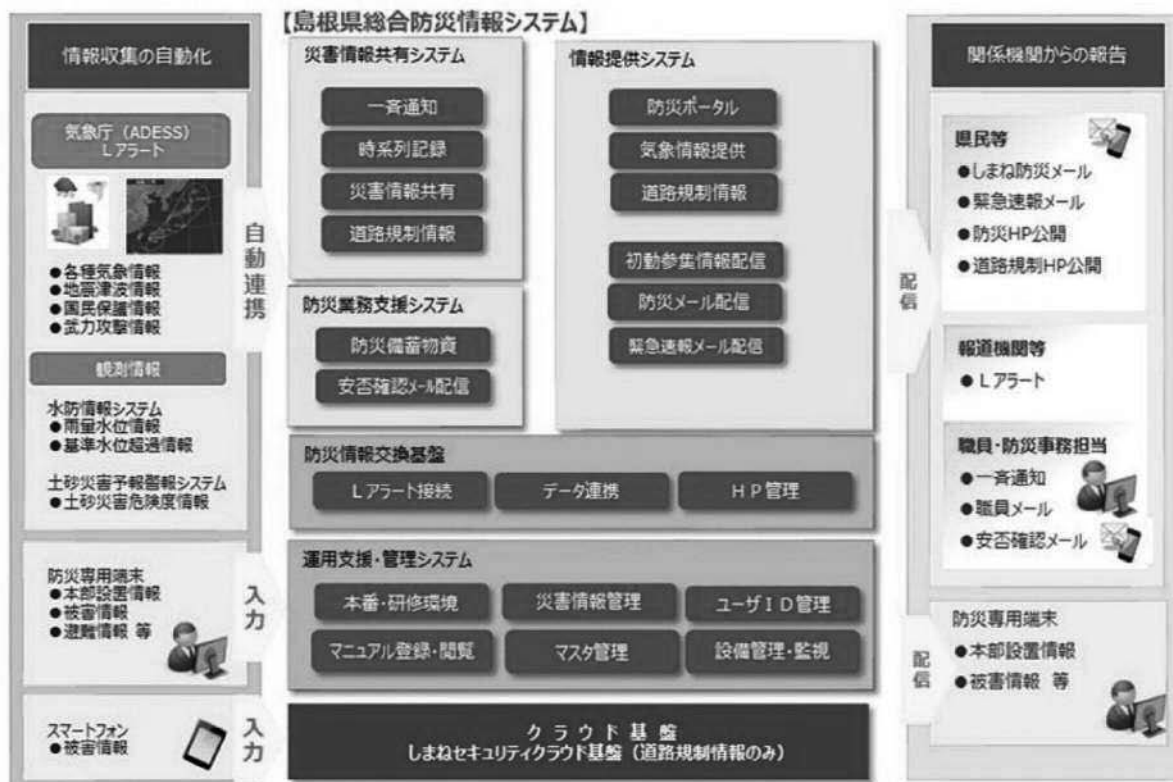 【島根県総合防災情報システム】
情報収集の自動化
気象庁（ADESS）
Lアラート
●各種気象情報
●地震津波情報
●国民保護情報
●武力攻撃情報
観測情報
水防情報システム
●雨量水位情報
●基準水位超過情報
土砂災害予報警報システム
●土砂災害危険度情報
自動連携
防災専用端末
●本部設置情報
●被害情報
●避難情報 等
入力
スマートフォン
●被害情報
入力
災害情報共有システム
一斉通知
時系列記録
災害情報共有
道路規制情報
防災業務支援システム
防災備蓄物資
安否確認メール配信
情報提供システム
防災ポータル
気象情報提供
道路規制情報
初動参集情報配信
防災メール配信
緊急速報メール配信
防災情報交換基盤
Lアラート接続
データ連携
HP管理
運用支援・管理システム
本番・研修環境
災害情報管理
ユーザID管理
マニュアル登録・閲覧
マスタ管理
設備管理・監視
クラウド基盤
しまねセキュリティクラウド基盤（道路規制情報のみ）
配信
関係機関からの報告
県民等
●しまね防災メール
●緊急速報メール
●防災HP公開
●道路規制HP公開
報道機関等
●Lアラート
職員・防災事務担当
●一斉通知
●職員メール
●安否確認メール
配信
防災専用端末
●本部設置情報
●被害情報 等